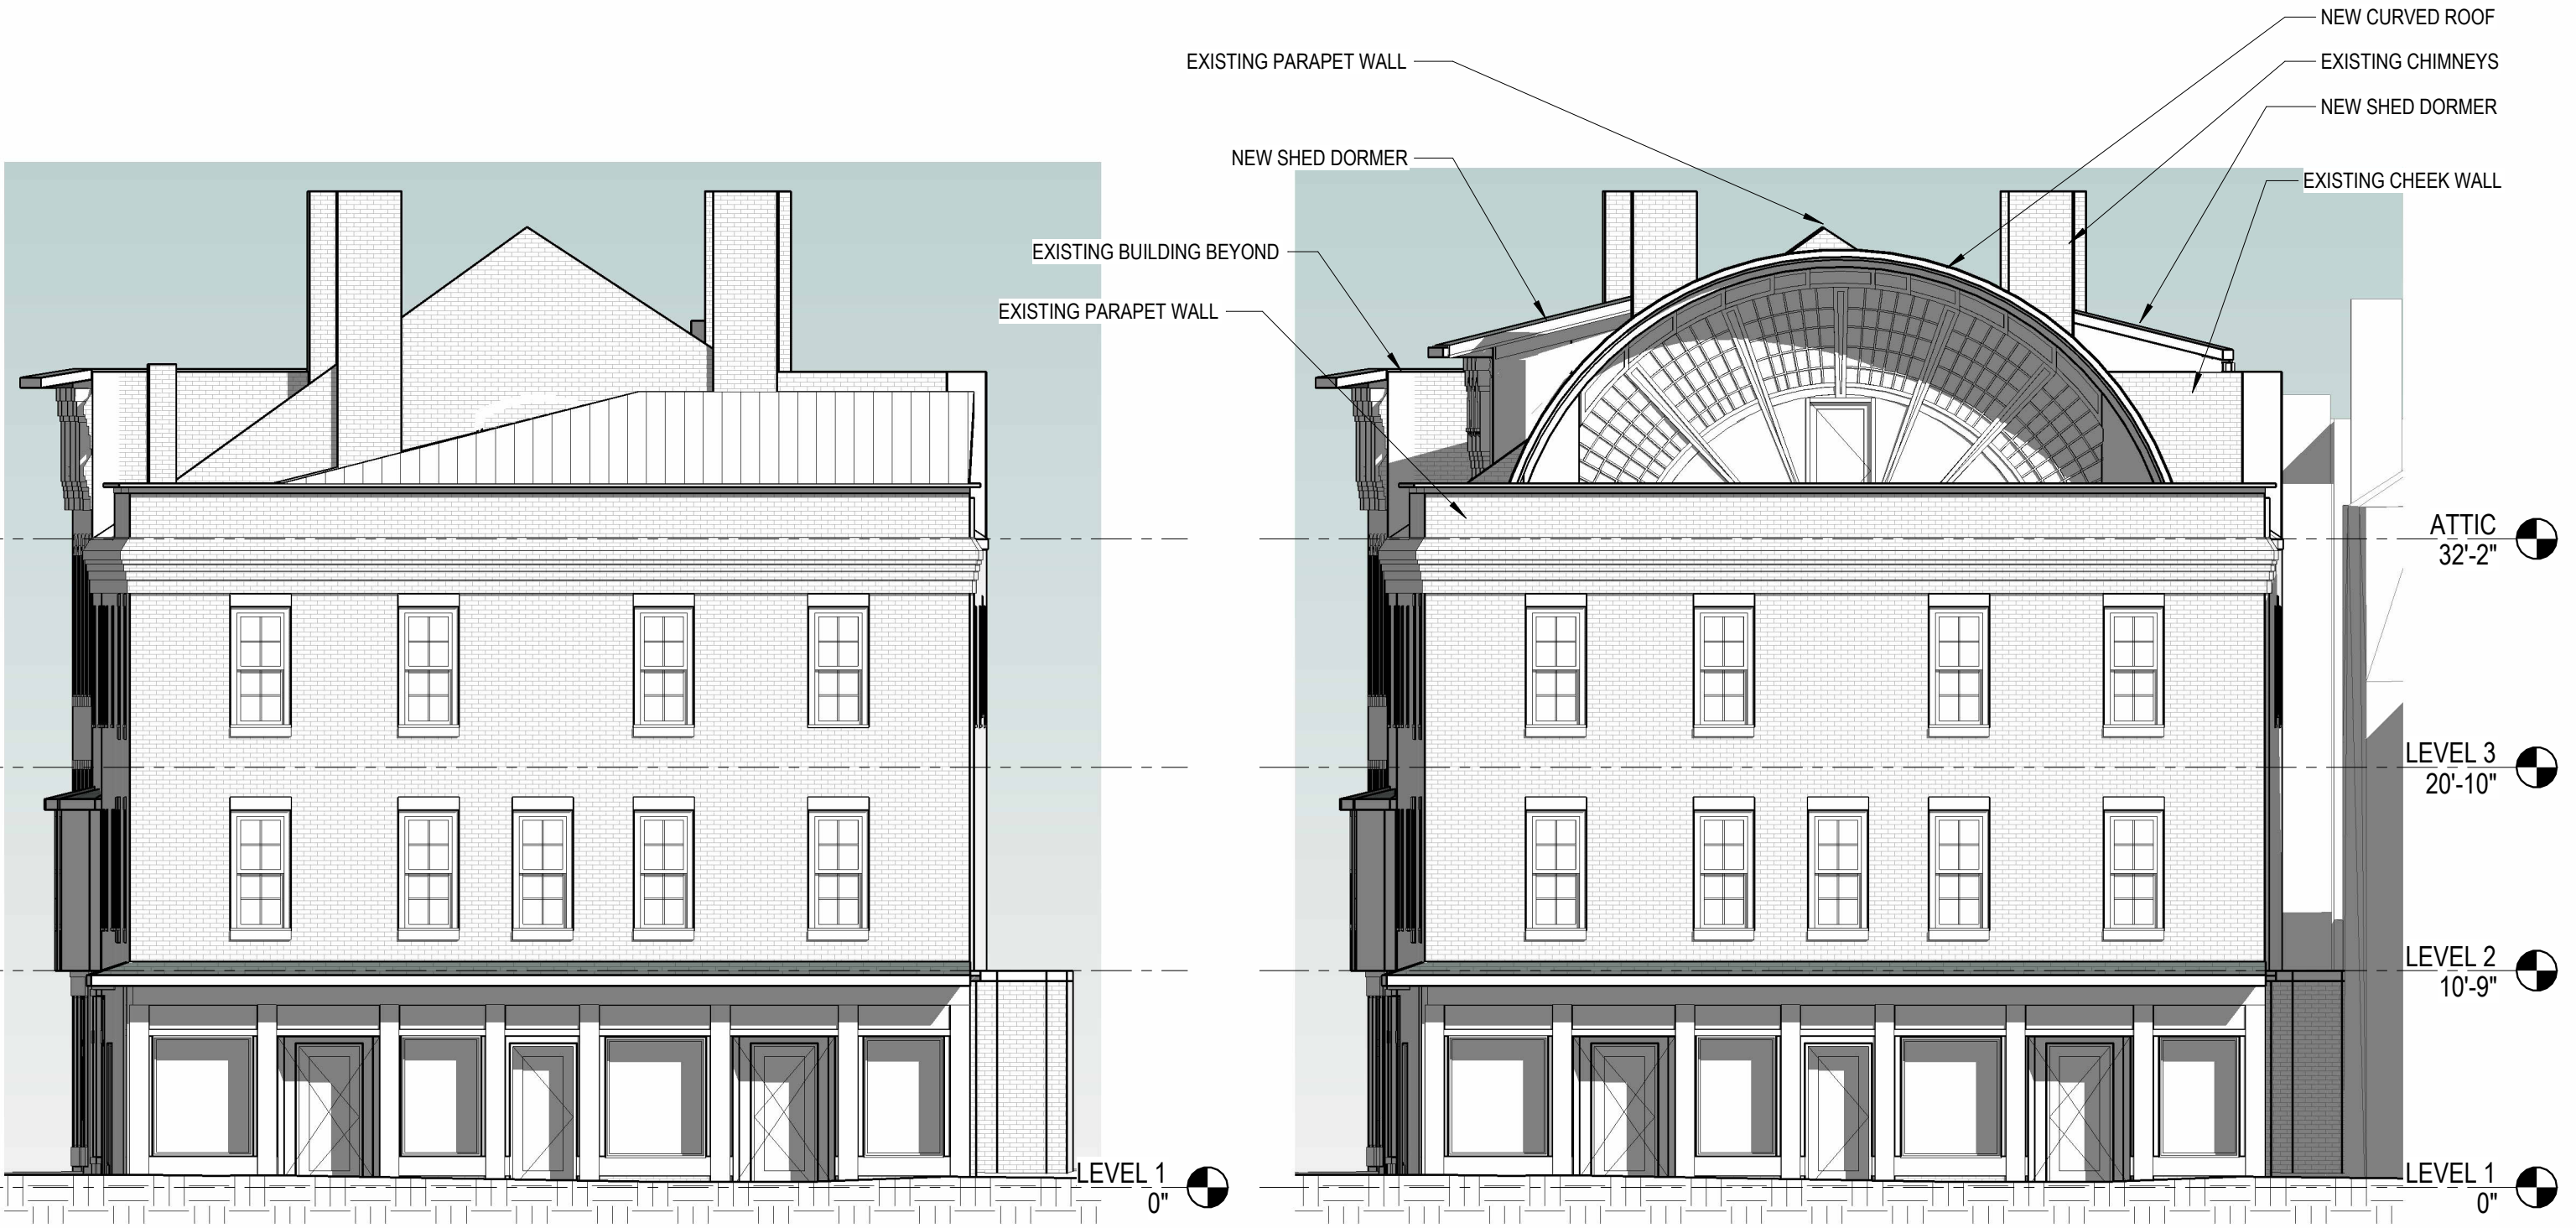 NEW CURVED ROOF
EXISTING PARAPET WALL
EXISTING CHIMNEYS
NEW SHED DORMER
NEW SHED DORMER
EXISTING CHEEK WALL
EXISTING BUILDING BEYOND
EXISTING PARAPET WALL
ATTIC
32'-2"
LEVEL 3
20'-10"
LEVEL 2
10'-9"
LEVEL 1
0"
LEVEL 1
0"